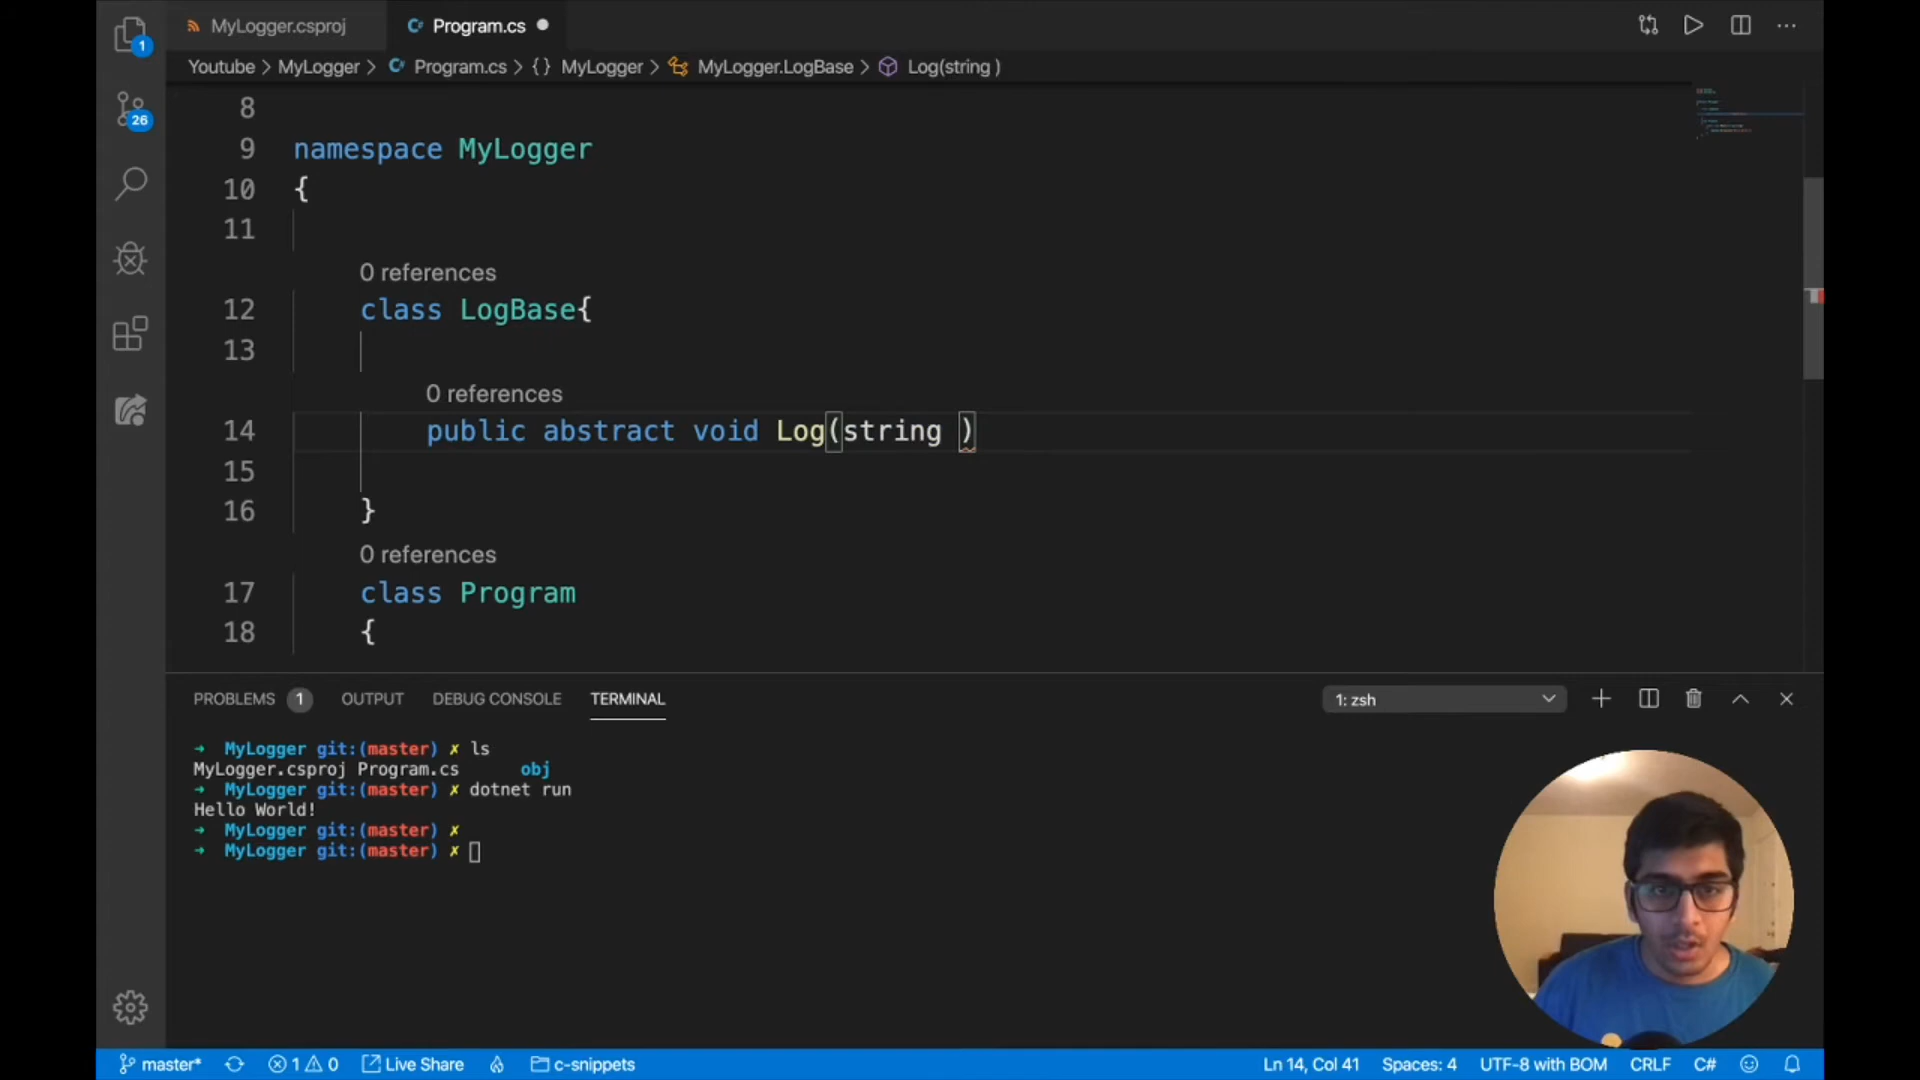 MyLogger.csproj
Program.cs
Youtube > MyLogger > Program.cs > {} MyLogger > MyLogger.LogBase > Log(string )
1
26
8
9 namespace MyLogger
10 {
11
0 references
12 class LogBase{
13
0 references
14 public abstract void Log(string )
15
16 }
0 references
17 class Program
18 {
PROBLEMS 1 OUTPUT DEBUG CONSOLE TERMINAL 1: zsh
→ MyLogger git:(master) ✗ ls
MyLogger.csproj Program.cs obj
→ MyLogger git:(master) ✗ dotnet run
Hello World!
→ MyLogger git:(master) ✗
→ MyLogger git:(master) ✗
master* 1 0 Live Share c-snippets Ln 14, Col 41 Spaces: 4 UTF-8 with BOM CRLF C#